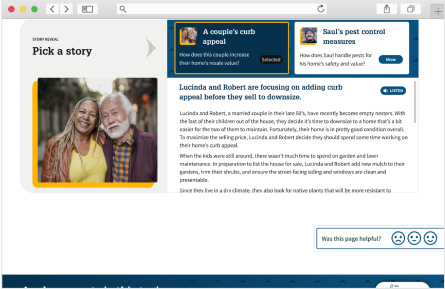 STORY REVEAL
Pick a story
A couple's curb
appeal
How does this couple increase
their home's resale value?
Selected
Saul's pest control
measures
How does Saul handle pests for
his home's safety and value?
Show
Lucinda and Robert are focusing on adding curb
appeal before they sell to downsize.
LISTEN
Lucinda and Robert, a married couple in their late 50's, have recently become empty nesters. With
the last of their children out of the house, they decide it's time to downsize to a home that's a bit
easier for the two of them to maintain. Fortunately, their home is in pretty good condition overall.
To maximize the selling price, Lucinda and Robert decide they should spend some time working on
their home's curb appeal.
When the kids were still around, there wasn't much time to spend on garden and lawn
maintenance. In preparation to list the house for sale, Lucinda and Robert add new mulch to their
gardens, trim their shrubs, and ensure the street-facing siding and windows are clean and
presentable.
Since they live in a dry climate, they also look for native plants that will be more resistant to
Was this page helpful?